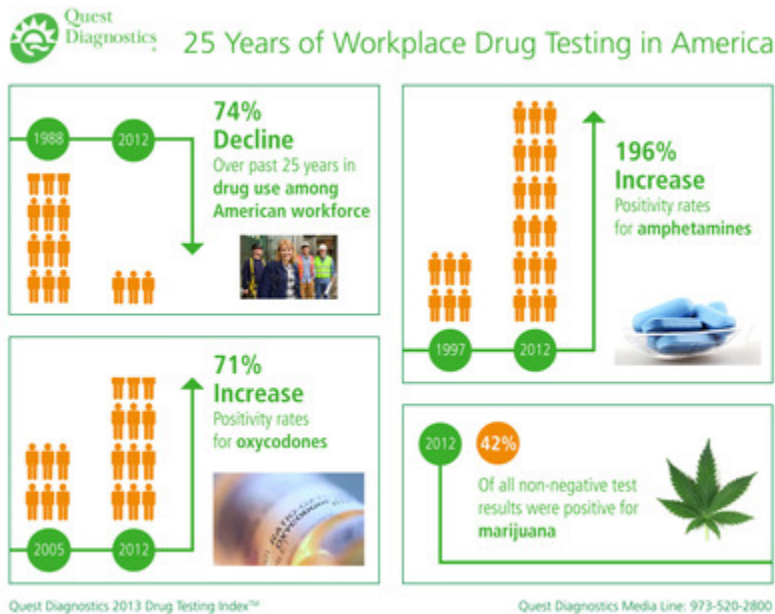 Quest
Diagnostics
25 Years of Workplace Drug Testing in America
1988
2012
74%
Decline
Over past 25 years in
drug use among
American workforce
196%
Increase
Positivity rates
for amphetamines
1997
2012
71%
Increase
Positivity rates
for oxycodones
OXYCODONE
2005
2012
2012
42%
Of all non-negative test
results were positive for
marijuana
Quest Diagnostics 2013 Drug Testing Index™
Quest Diagnostics Media Line: 973-520-2800